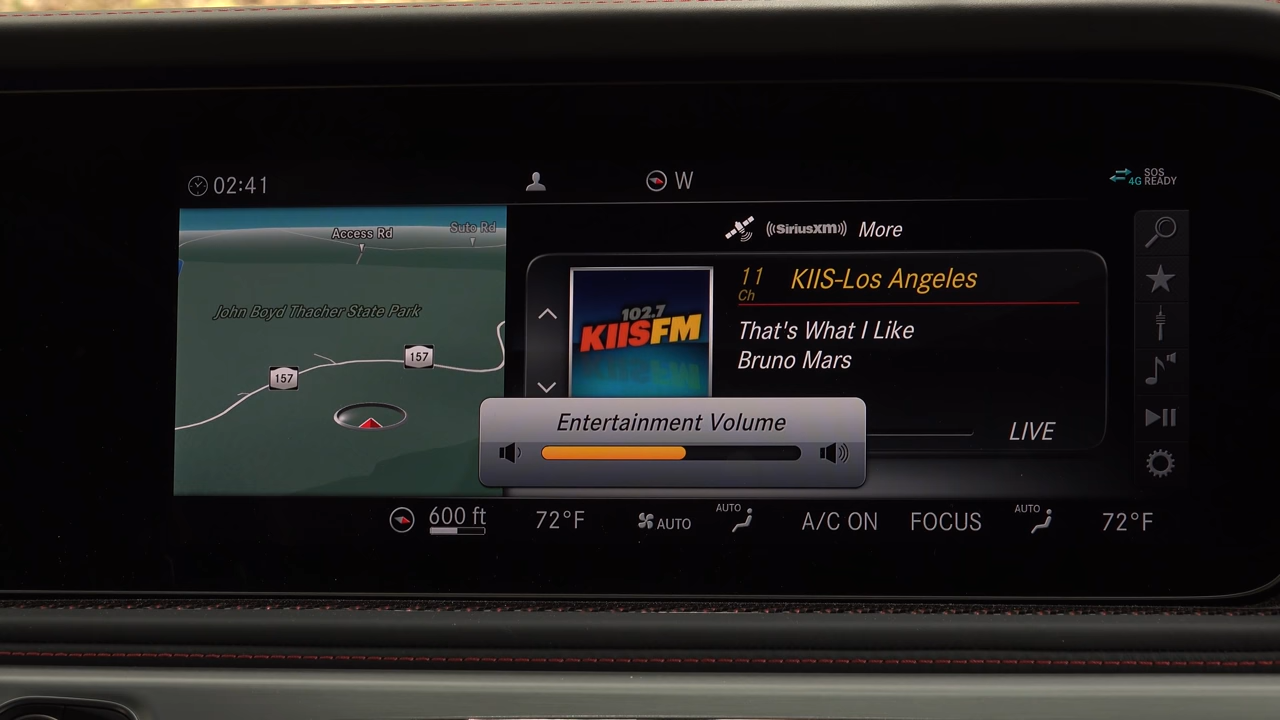 02:41
W
4G
SOS
READY
Access Rd
Suto Rd
John Boyd Thacher State Park
157
157
((SiriusXM)) More
11
Ch
KIIS-Los Angeles
102.7
KIISFM
That's What I Like
Bruno Mars
Entertainment Volume
LIVE
600 ft
72°F
AUTO
AUTO
A/C ON
FOCUS
AUTO
72°F